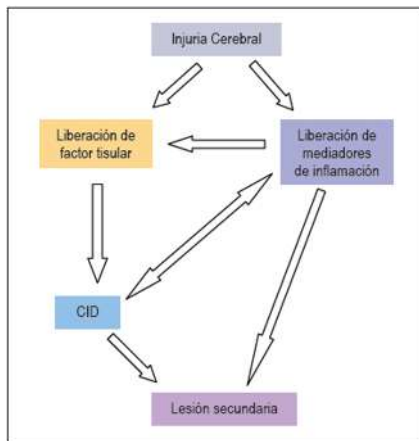 Injuria Cerebral
Liberación de
factor tisular
Liberación de
mediadores
de inflamación
CID
Lesión secundaria